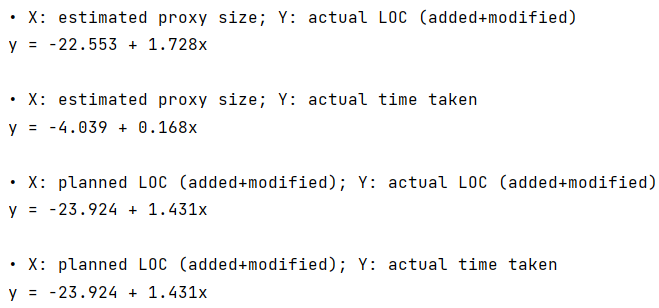 • X: estimated proxy size; Y: actual LOC (added+modified)
y = -22.553 + 1.728x
• X: estimated proxy size; Y: actual time taken
y = -4.039 + 0.168x
• X: planned LOC (added+modified); Y: actual LOC (added+modified)
y = -23.924 + 1.431x
• X: planned LOC (added+modified); Y: actual time taken
y = -23.924 + 1.431x